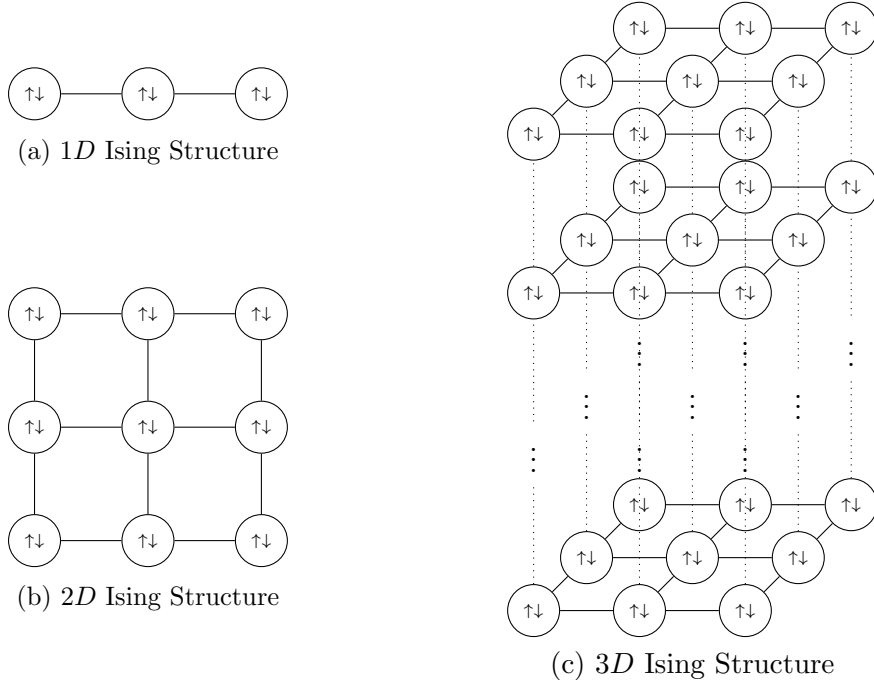 ↑↓ ↑↓ ↑↓
(a) 1D Ising Structure
↑↓ ↑↓ ↑↓
↑↓ ↑↓ ↑↓
↑↓ ↑↓ ↑↓
(b) 2D Ising Structure
↑↓ ↑↓ ↑↓
↑↓ ↑↓ ↑↓
↑↓ ↑↓ ↑↓
↑↓ ↑↓ ↑↓
↑↓ ↑↓ ↑↓
↑↓ ↑↓ ↑↓
↑↓ ↑↓ ↑↓
↑↓ ↑↓ ↑↓
↑↓ ↑↓ ↑↓
(c) 3D Ising Structure